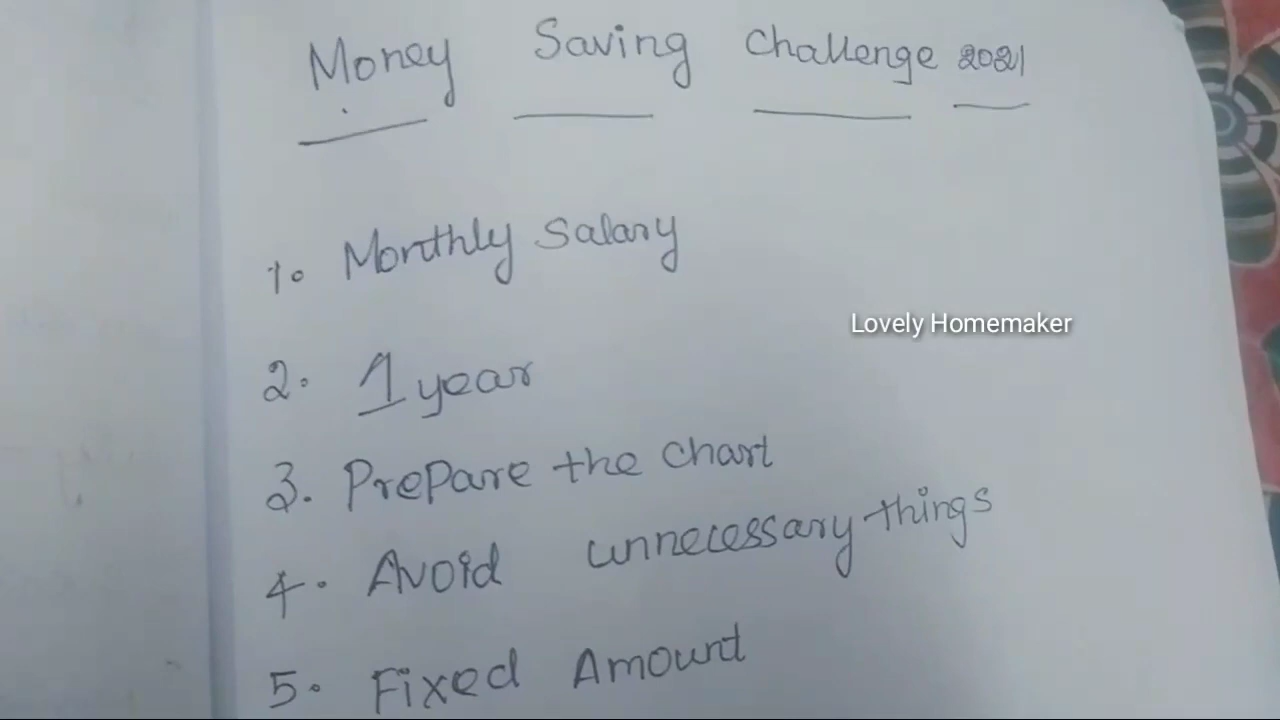 Money Saving Challenge 2021
1. Monthly Salary
Lovely Homemaker
2. 1 year
3. Prepare the chart
4. Avoid unnecessary things
5. Fixed Amount